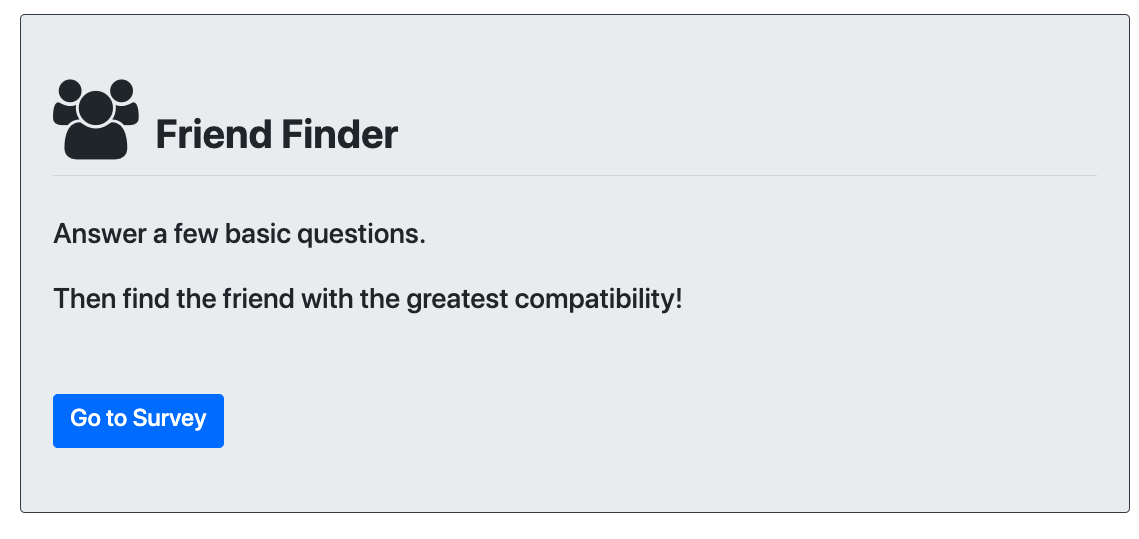 Friend Finder
Answer a few basic questions.
Then find the friend with the greatest compatibility!
Go to Survey